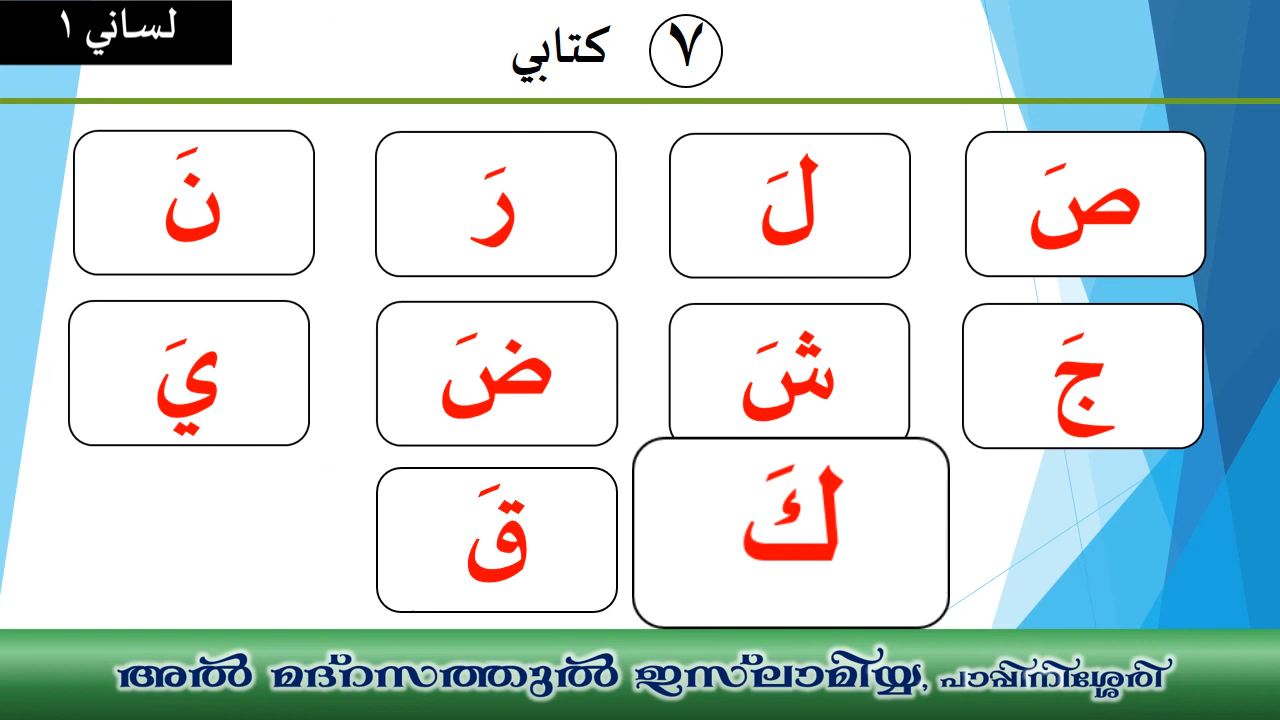 لساني ١
٧ كتابي
صَ لَ رَ نَ
جَ شَ ضَ يَ
كَ قَ
അൽ മദ്റസത്തുൽ ഇസ്‌ലാമിയ്യ, പാപ്പിനിശ്ശേരി